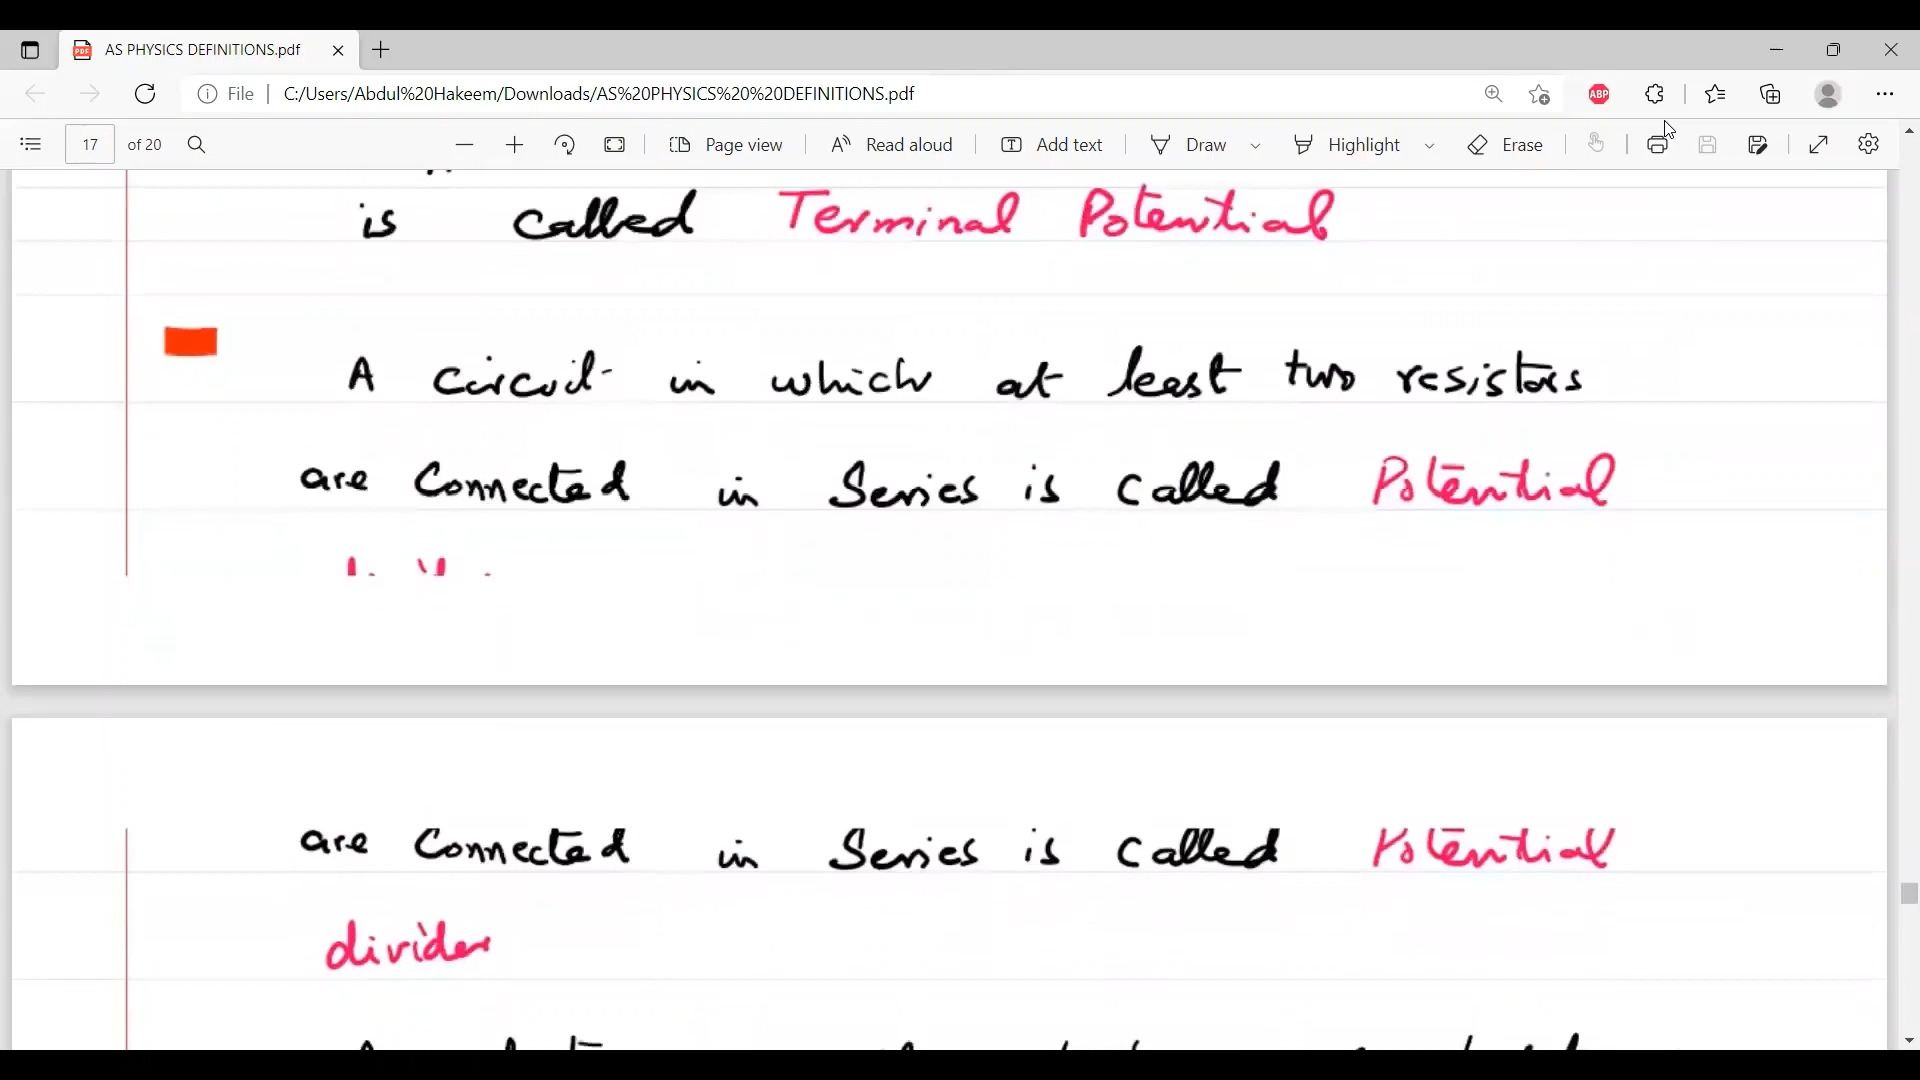 AS PHYSICS DEFINITIONS.pdf
File C:/Users/Abdul%20Hakeem/Downloads/AS%20PHYSICS%20%20DEFINITIONS.pdf ABP
17 of 20 Page view Read aloud Add text Draw Highlight Erase
is called Terminal Potential
A circuit in which at least two resistors
are Connected in Series is called Potential
are Connected in Series is called Potential
divider